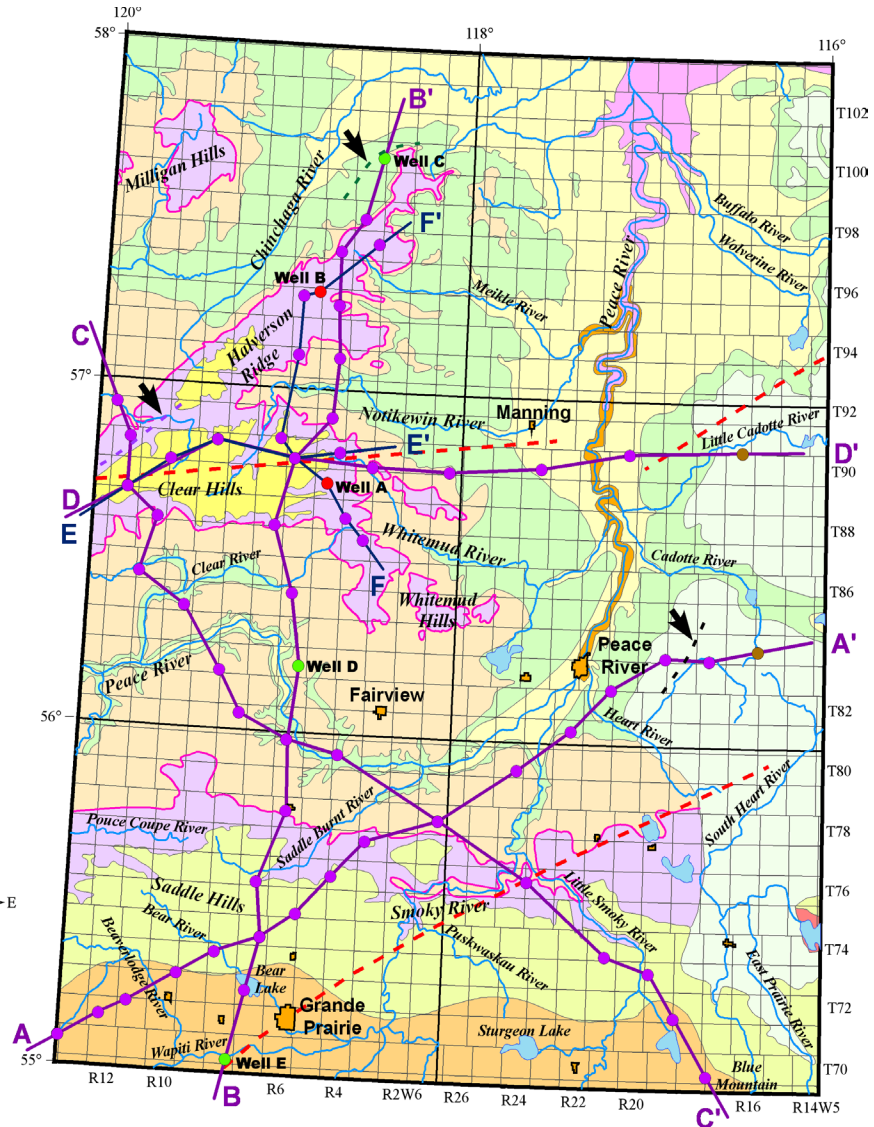 120°
58°
118°
116°
B'
T102
Well C
Milligan Hills
T100
Chinchaga River
F'
Buffalo River
T98
Wolverine River
Well B
Peace River
Meikle River
T96
C
Halverson
Ridge
T94
57°
Notikewin River
Manning
T92
Little Cadotte River
E'
D'
T90
Well A
D
Clear Hills
E
Whitemud River
T88
Clear River
Cadotte River
F
T86
Whitemud
Hills
A'
Peace
River
T84
Well D
Peace River
Fairview
56°
T82
Heart River
T80
South Heart River
Saddle Burnt River
Pouce Coupe River
T78
Saddle Hills
Little Smoky River
T76
E
Smoky River
Bear River
Beaverlodge River
Puskwaskau River
T74
East Prairie River
Bear
Lake
Grande
Prairie
T72
A
Sturgeon Lake
Wapiti River
55°
Well E
Blue
Mountain
T70
B
R12
R10
R6
R4
R2W6
R26
R24
R22
R20
C'
R16
R14W5